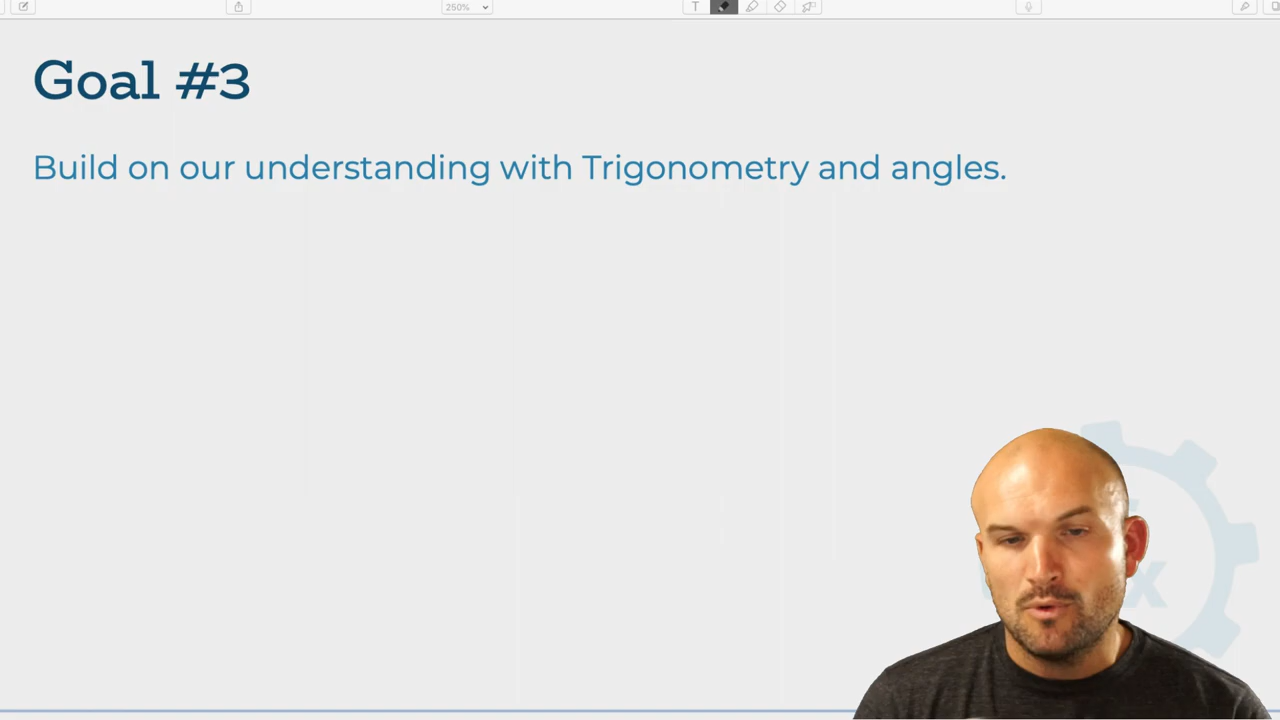 250%
T
Goal #3
Build on our understanding with Trigonometry and angles.
x